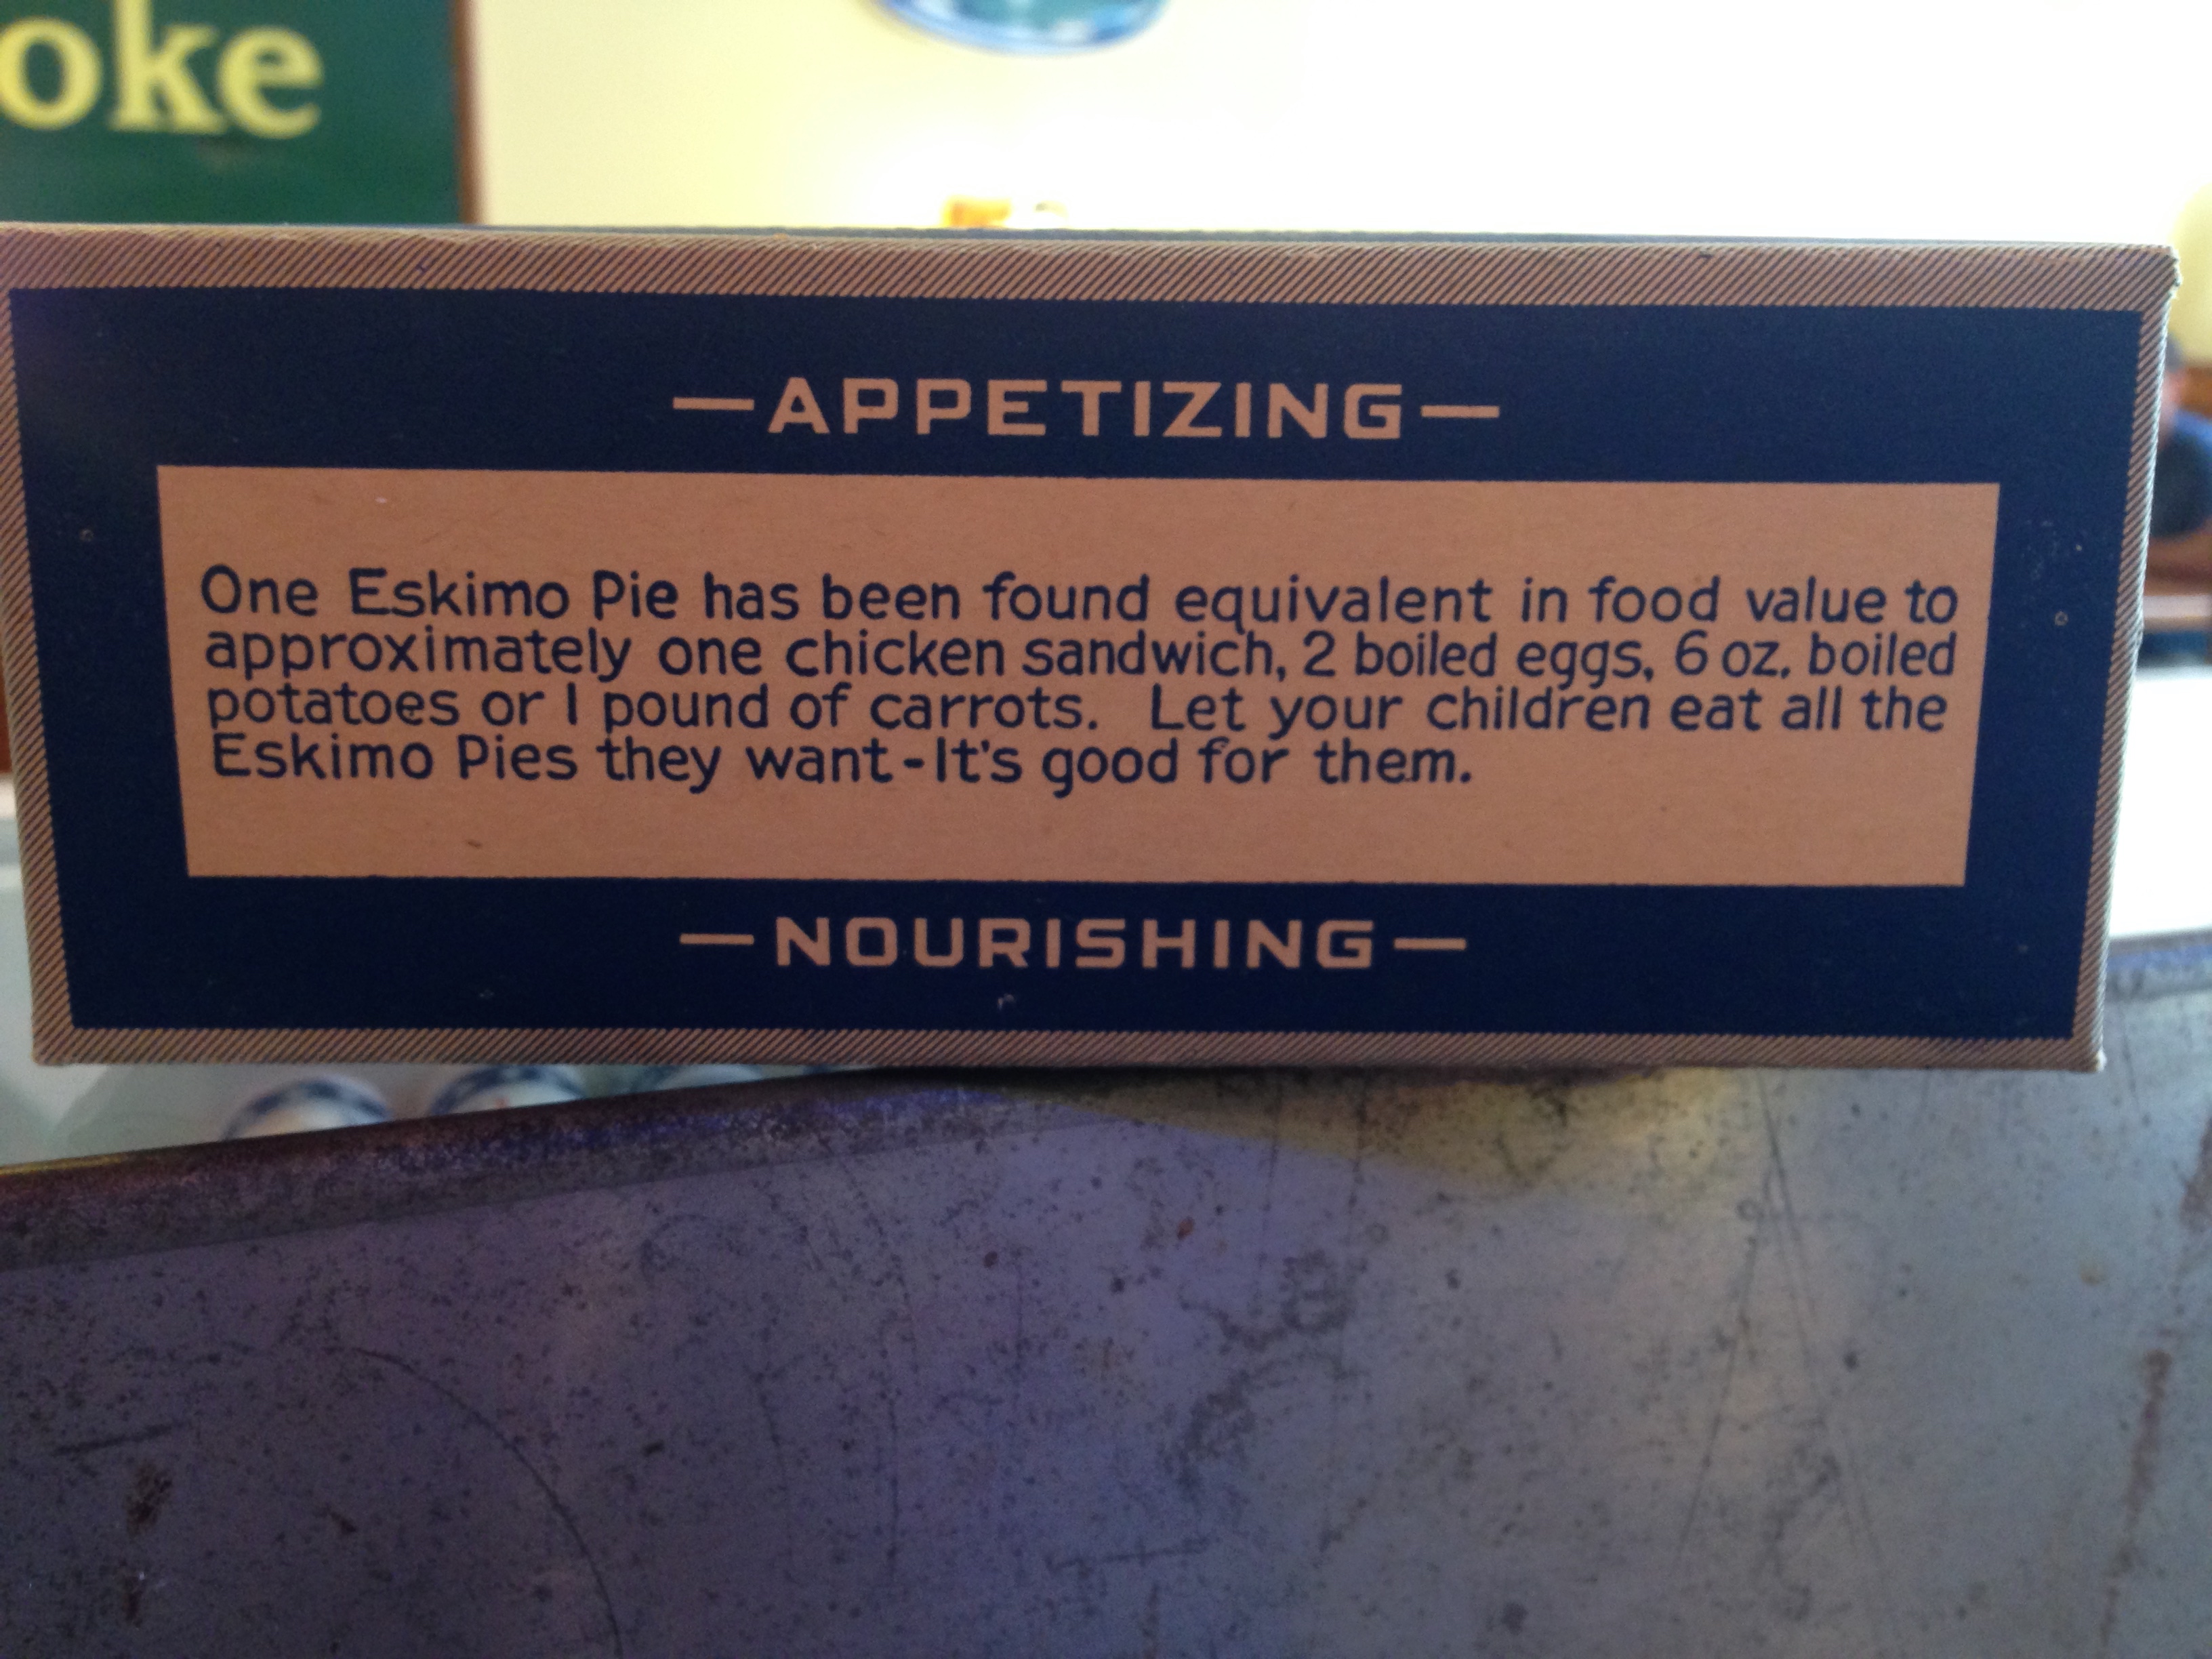 oke
—APPETIZING—
One Eskimo Pie has been found equivalent in food value to
approximately one chicken sandwich, 2 boiled eggs, 6 oz. boiled
potatoes or 1 pound of carrots. Let your children eat all the
Eskimo Pies they want-It's good for them.
—NOURISHING—